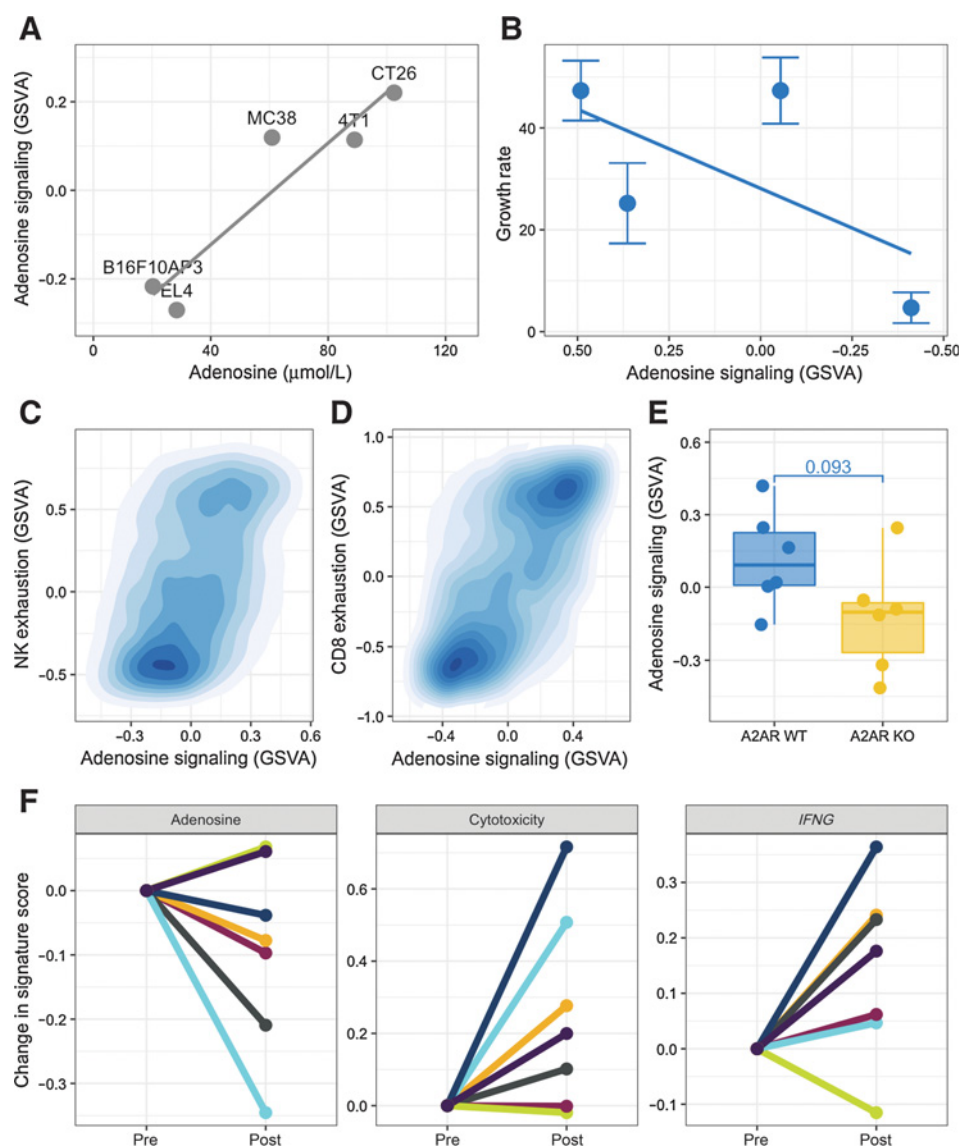 A
Adenosine signaling (GSVA)
0.2
0.0
−0.2
CT26
MC38
4T1
B16F10AP3
EL4
0
40
80
120
Adenosine (μmol/L)
B
Growth rate
40
20
0
0.50
0.25
0.00
−0.25
−0.50
Adenosine signaling (GSVA)
C
NK exhaustion (GSVA)
0.5
0.0
−0.5
−0.3
0.0
0.3
0.6
Adenosine signaling (GSVA)
D
CD8 exhaustion (GSVA)
1.0
0.5
0.0
−0.5
−1.0
−0.4
0.0
0.4
Adenosine signaling (GSVA)
E
Adenosine signaling (GSVA)
0.6
0.3
0.0
−0.3
0.093
A2AR WT
A2AR KO
F
Change in signature score
Adenosine
0.0
−0.1
−0.2
−0.3
Pre
Post
Cytotoxicity
0.6
0.4
0.2
0.0
Pre
Post
IFNG
0.3
0.2
0.1
0.0
−0.1
Pre
Post